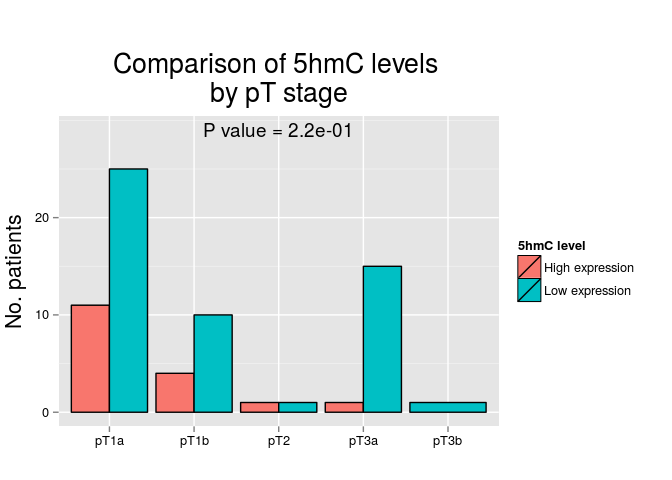 Comparison of 5hmC levels
by pT stage
P value = 2.2e-01
No. patients
20
10
0
pT1a
pT1b
pT2
pT3a
pT3b
5hmC level
High expression
Low expression